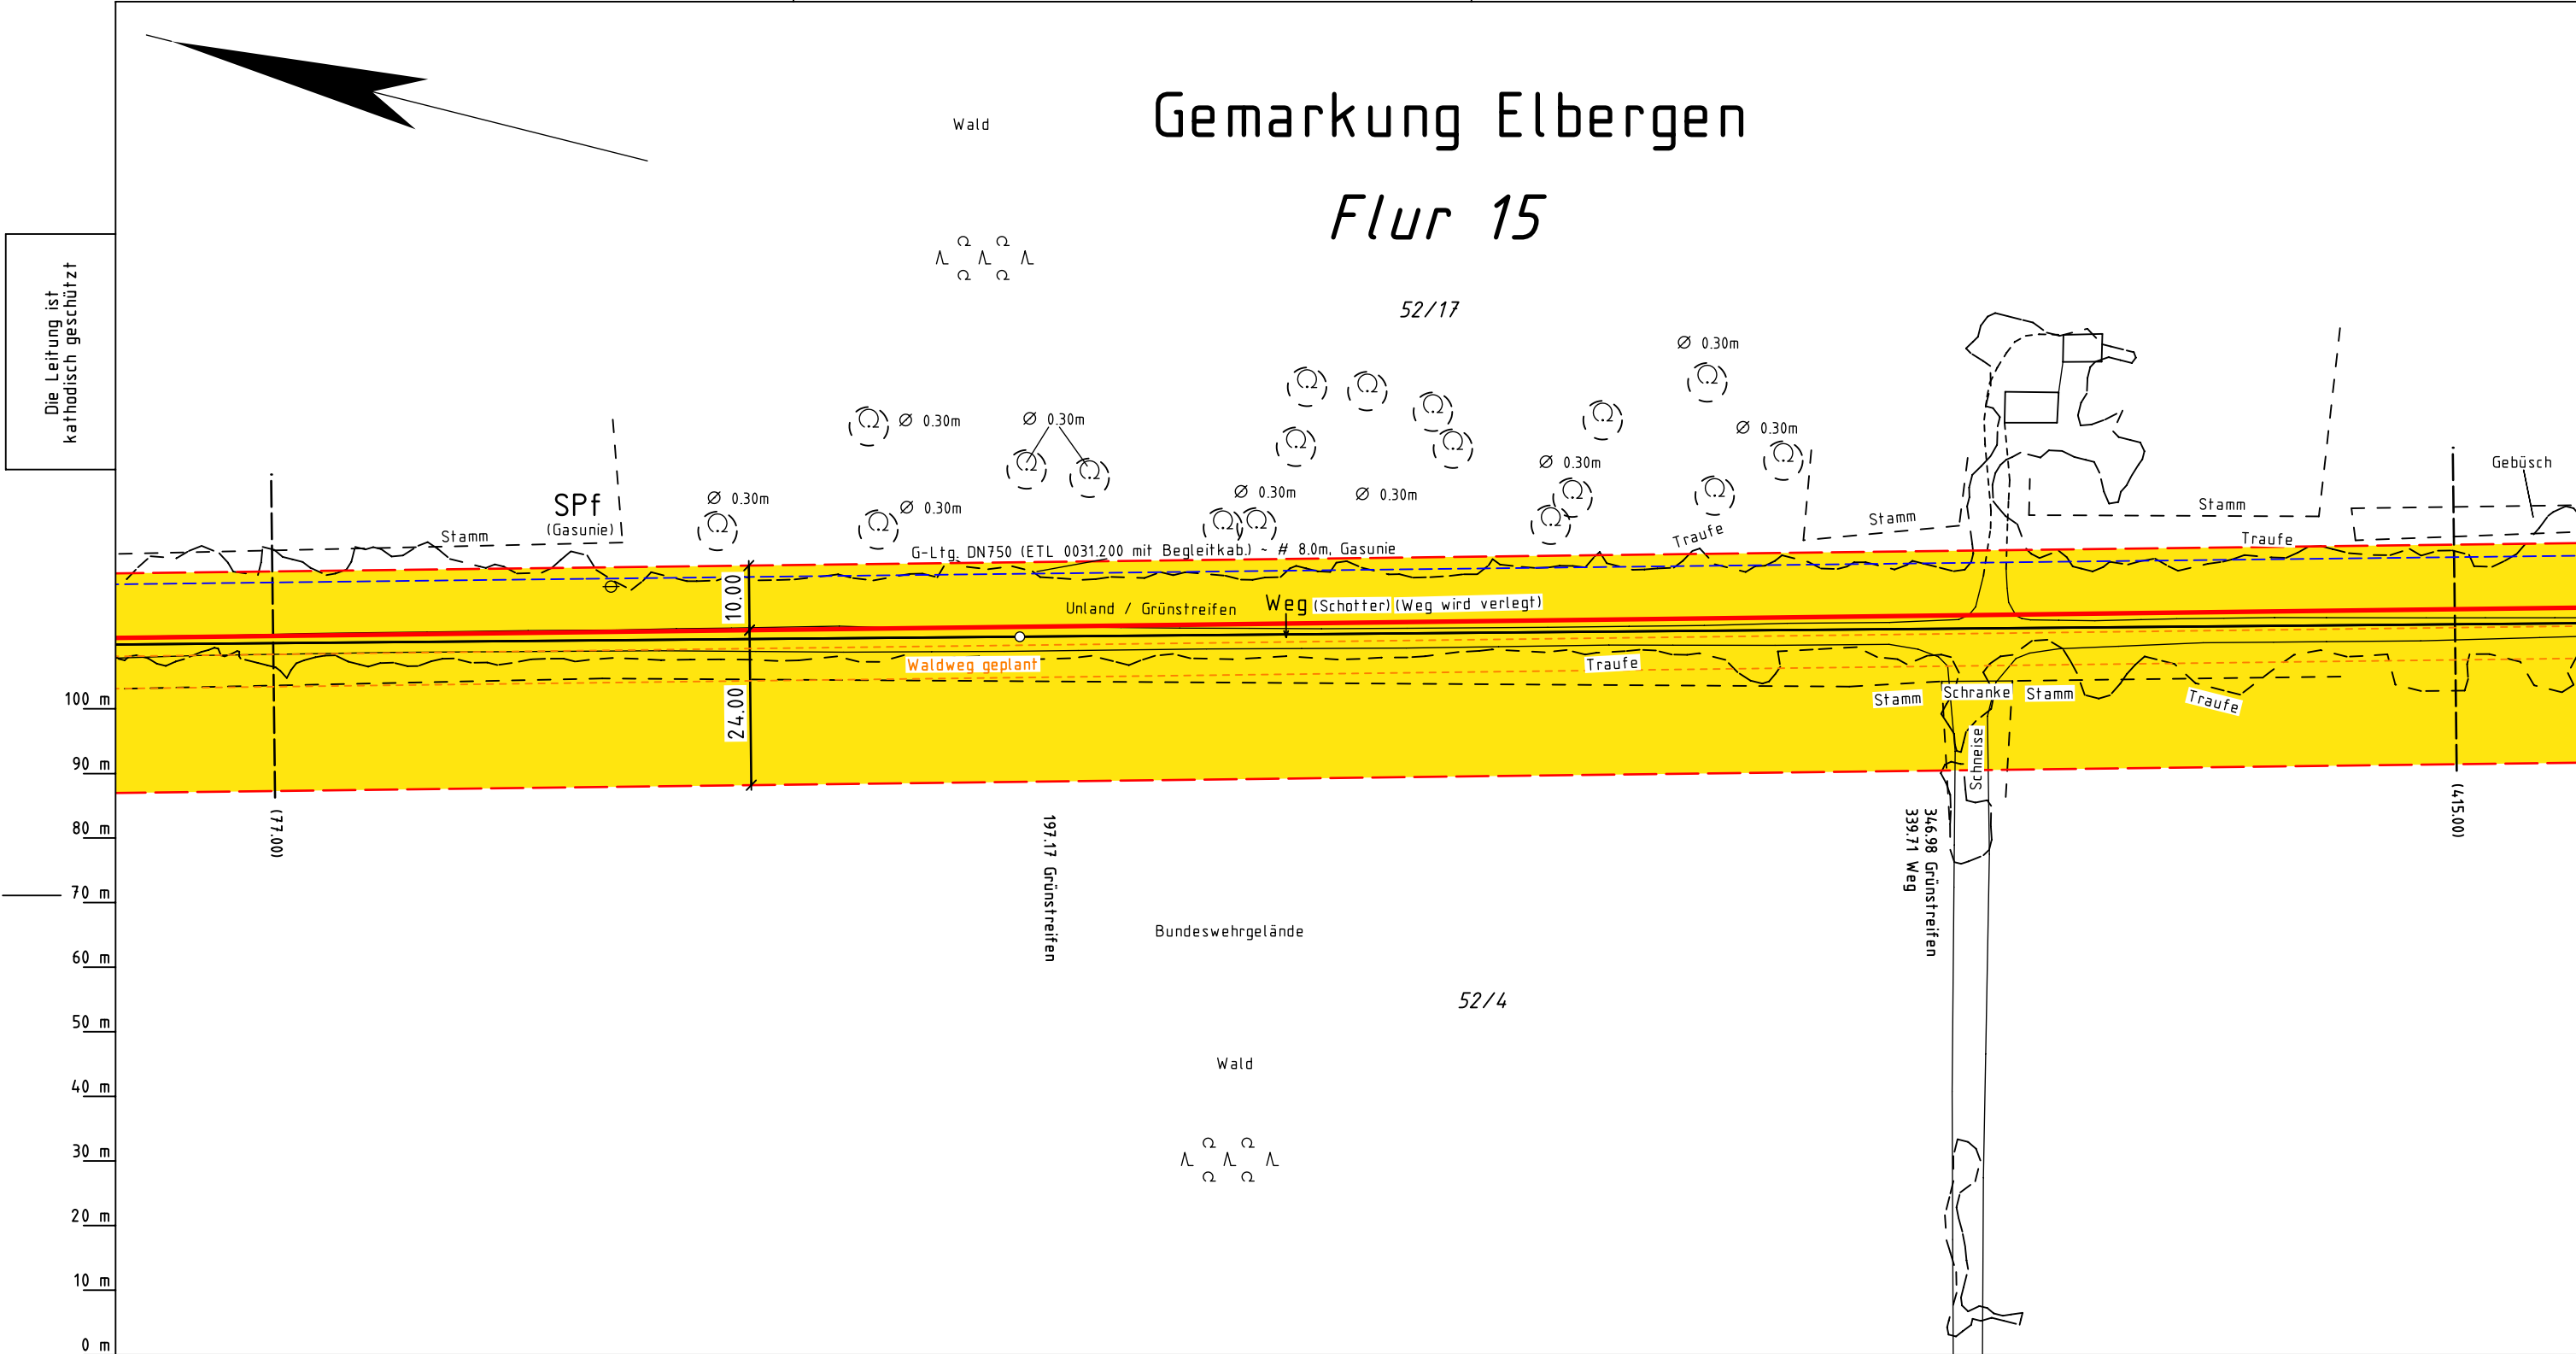 Gemarkung Elbergen
Flur 15
Wald
52/17
Die Leitung ist
kathodisch geschützt
Ø 0.30m
Ø 0.30m
Ø 0.30m
Ø 0.30m
Ø 0.30m
Ø 0.30m
Ø 0.30m
Ø 0.30m
Ø 0.30m
Ø 0.30m
SPf
(Gasunie)
Stamm
Stamm
Stamm
Gebüsch
Traufe
Traufe
G-Ltg. DN750 (ETL 0031.200 mit Begleitkab.) ~ # 8.0m, Gasunie
10.00
Unland / Grünstreifen
Weg (Schotter) (Weg wird verlegt)
Waldweg geplant
Traufe
24.00
Stamm
Schranke
Stamm
Traufe
Schneise
(77.00)
197.17 Grünstreifen
346.98 Grünstreifen
339.71 Weg
(415.00)
100 m
90 m
80 m
70 m
60 m
50 m
40 m
30 m
20 m
10 m
0 m
Bundeswehrgelände
52/4
Wald